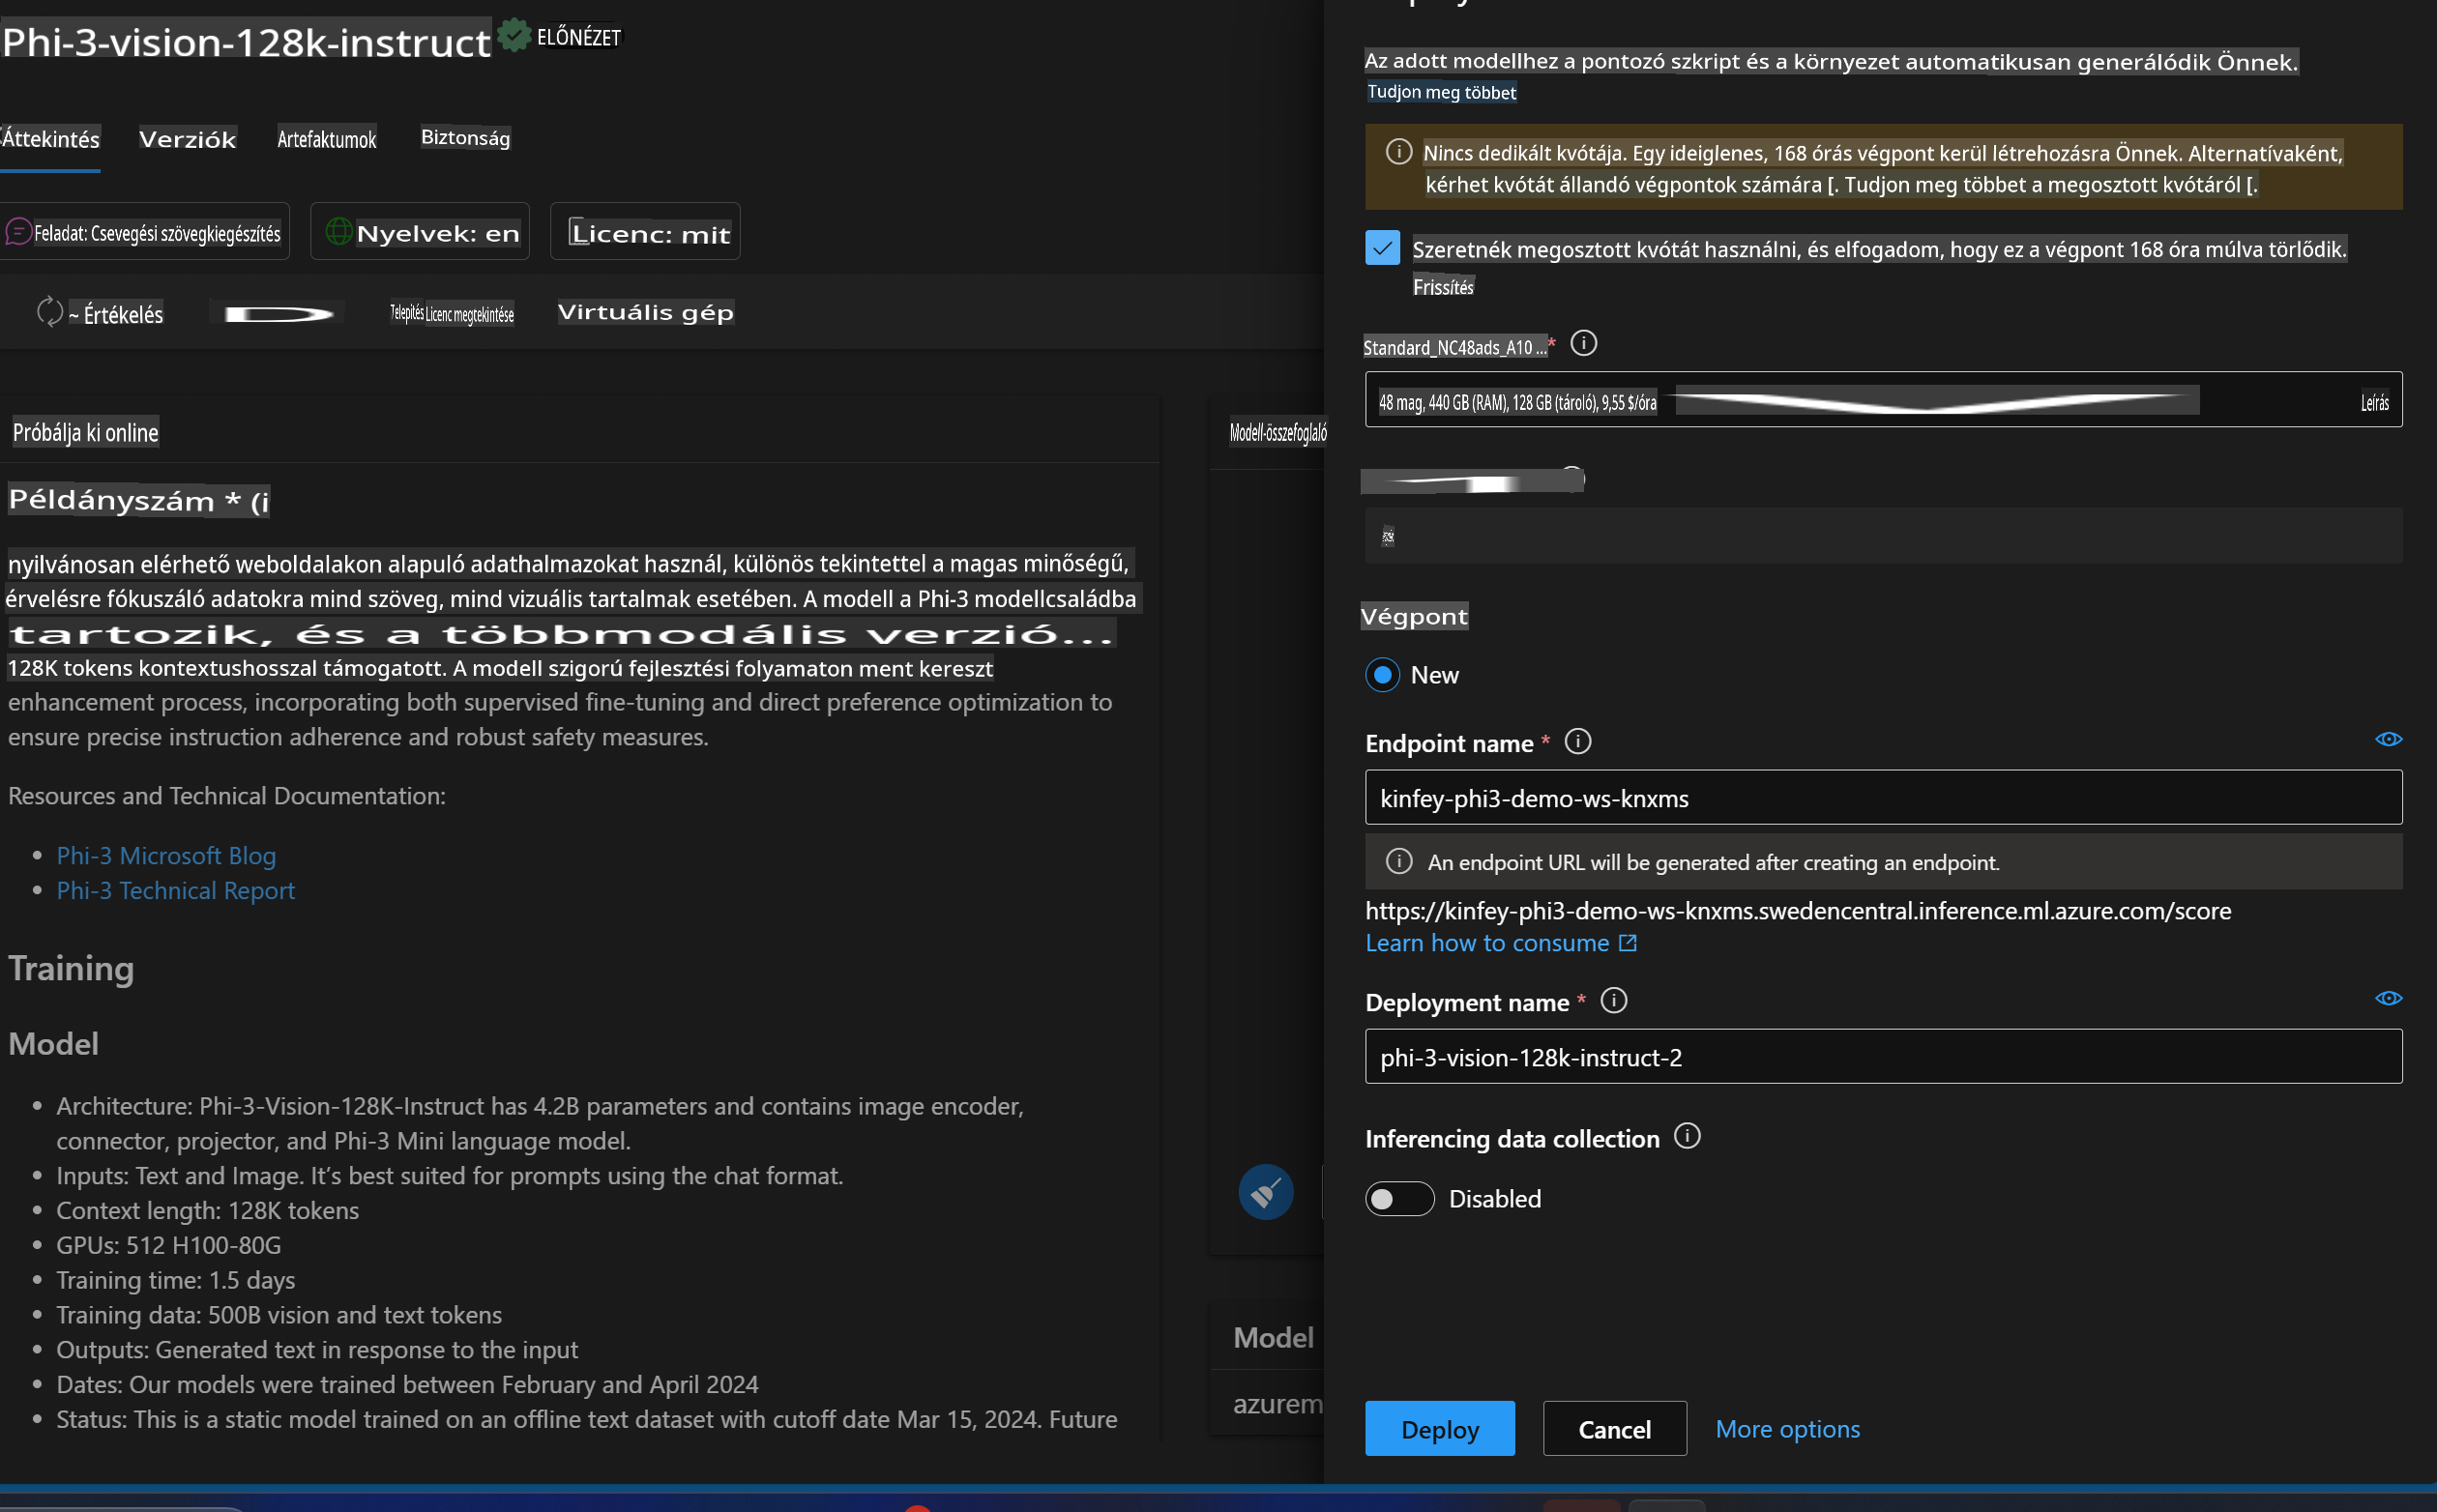 Phi-3-vision-128k-instruct ELŐNÉZET
Áttekintés Verziók Artefaktumok Biztonság
Feladat: Csevegési szövegkiegészítés Nyelvek: en Licenc: mit
~ Értékelés Telepítés Licenc megtekintése Virtuális gép
Próbálja ki online
Példányszám * (i
nyilvánosan elérhető weboldalakon alapuló adathalmazokat használ, különös tekintettel a magas minőségű,
érvelésre fókuszáló adatokra mind szöveg, mind vizuális tartalmak esetében. A modell a Phi-3 modellcsaládba
tartozik, és a többmodális verzió...
128K tokens kontextushosszal támogatott. A modell szigorú fejlesztési folyamaton ment kereszt
enhancement process, incorporating both supervised fine-tuning and direct preference optimization to
ensure precise instruction adherence and robust safety measures.
Resources and Technical Documentation:
• Phi-3 Microsoft Blog
• Phi-3 Technical Report
Training
Model
• Architecture: Phi-3-Vision-128K-Instruct has 4.2B parameters and contains image encoder,
connector, projector, and Phi-3 Mini language model.
• Inputs: Text and Image. It’s best suited for prompts using the chat format.
• Context length: 128K tokens
• GPUs: 512 H100-80G
• Training time: 1.5 days
• Training data: 500B vision and text tokens
• Outputs: Generated text in response to the input
• Dates: Our models were trained between February and April 2024
• Status: This is a static model trained on an offline text dataset with cutoff date Mar 15, 2024. Future
Modell-összefoglaló
Model
azurem
Az adott modellhez a pontozó szkript és a környezet automatikusan generálódik Önnek.
Tudjon meg többet
Nincs dedikált kvótája. Egy ideiglenes, 168 órás végpont kerül létrehozásra Önnek. Alternatívaként,
kérhet kvótát állandó végpontok számára [. Tudjon meg többet a megosztott kvótáról [.
Szeretnék megosztott kvótát használni, és elfogadom, hogy ez a végpont 168 óra múlva törlődik.
Frissítés
Standard_NC48ads_A10 ... *
48 mag, 440 GB (RAM), 128 GB (tároló), 9,55 $/óra Leírás
Végpont
New
Endpoint name *
kinfey-phi3-demo-ws-knxms
An endpoint URL will be generated after creating an endpoint.
https://kinfey-phi3-demo-ws-knxms.swedencentral.inference.ml.azure.com/score
Learn how to consume
Deployment name *
phi-3-vision-128k-instruct-2
Inferencing data collection
Disabled
Deploy Cancel More options